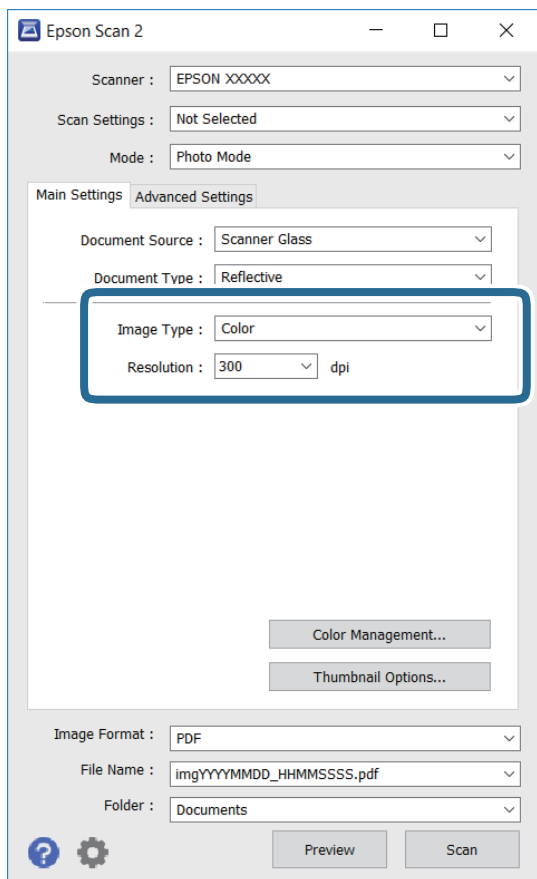 Epson Scan 2
Scanner : EPSON XXXXX
Scan Settings : Not Selected
Mode : Photo Mode
Main Settings Advanced Settings
Document Source : Scanner Glass
Document Type : Reflective
Image Type : Color
Resolution : 300 dpi
Color Management...
Thumbnail Options...
Image Format : PDF
File Name : imgYYYYMMDD_HHMMSSSS.pdf
Folder : Documents
? Preview Scan